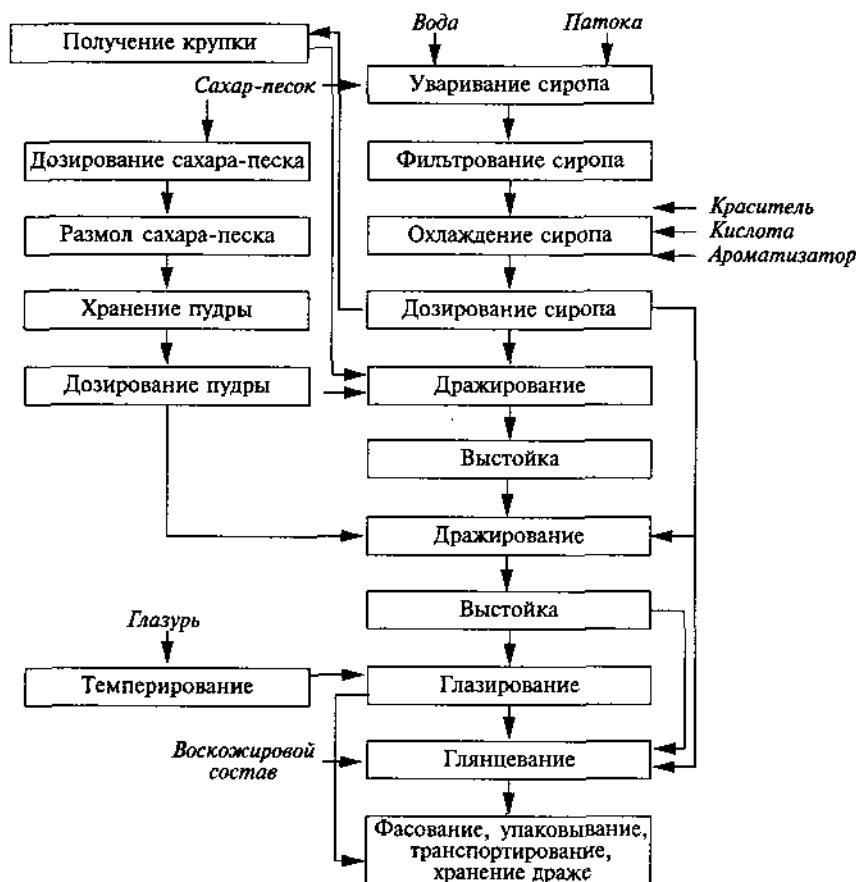 Вода
Патока
Получение крупки
Сахар-песок
Уваривание сиропа
Дозирование сахара-песка
Фильтрование сиропа
Размол сахара-песка
Охлаждение сиропа
Краситель
Кислота
Ароматизатор
Хранение пудры
Дозирование сиропа
Дозирование пудры
Дражирование
Выстойка
Дражирование
Выстойка
Глазурь
Темперирование
Глазирование
Воскожировой
состав
Глянцевание
Фасование, упаковывание,
транспортирование,
хранение драже